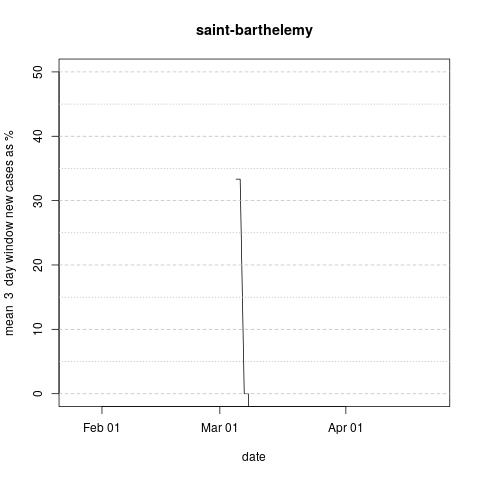 saint-barthelemy
mean  3  day window new cases as %
50
40
30
20
10
0
Feb 01
Mar 01
Apr 01
date